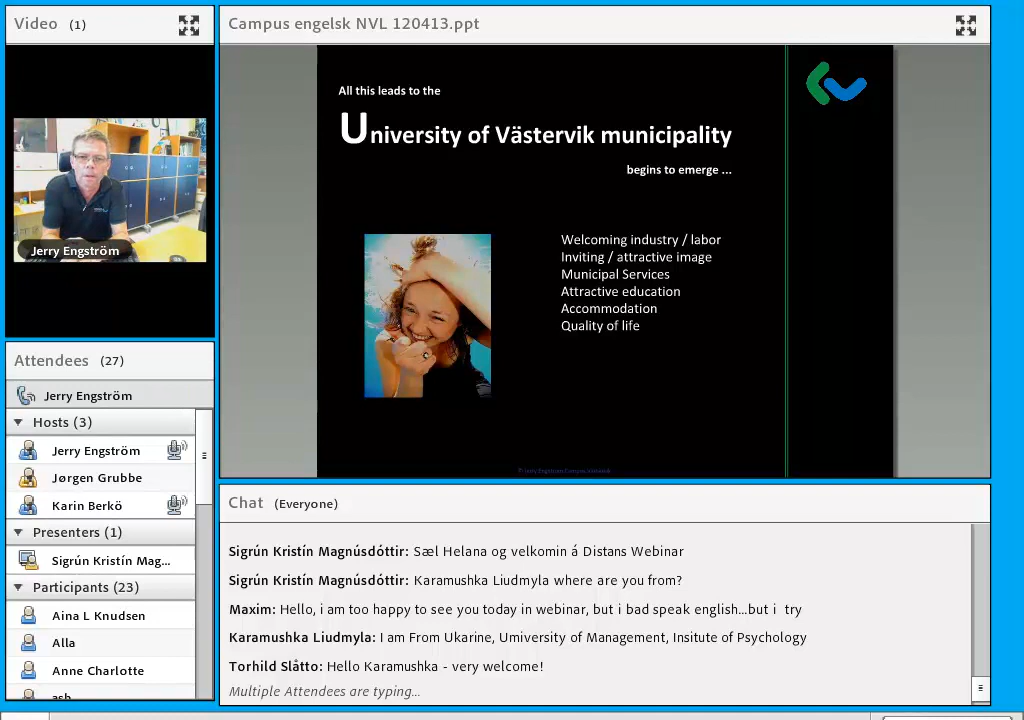 Video (1)
Jerry Engström
Attendees (27)
Jerry Engström
Hosts (3)
Jerry Engström
Jørgen Grubbe
Karin Berkö
Presenters (1)
Sigrún Kristín Mag...
Participants (23)
Aina L Knudsen
Alla
Anne Charlotte
ash
Campus engelsk NVL 120413.ppt
All this leads to the
University of Västervik municipality
begins to emerge ...
Welcoming industry / labor
Inviting / attractive image
Municipal Services
Attractive education
Accommodation
Quality of life
Chat (Everyone)
Sigrún Kristín Magnúsdóttir: Sæl Helana og velkomin á Distans Webinar
Sigrún Kristín Magnúsdóttir: Karamushka Liudmyla where are you from?
Maxim: Hello, i am too happy to see you today in webinar, but i bad speak english...but i try
Karamushka Liudmyla: I am From Ukarine, Umiversity of Management, Insitute of Psychology
Torhild Slåtto: Hello Karamushka - very welcome!
Multiple Attendees are typing...